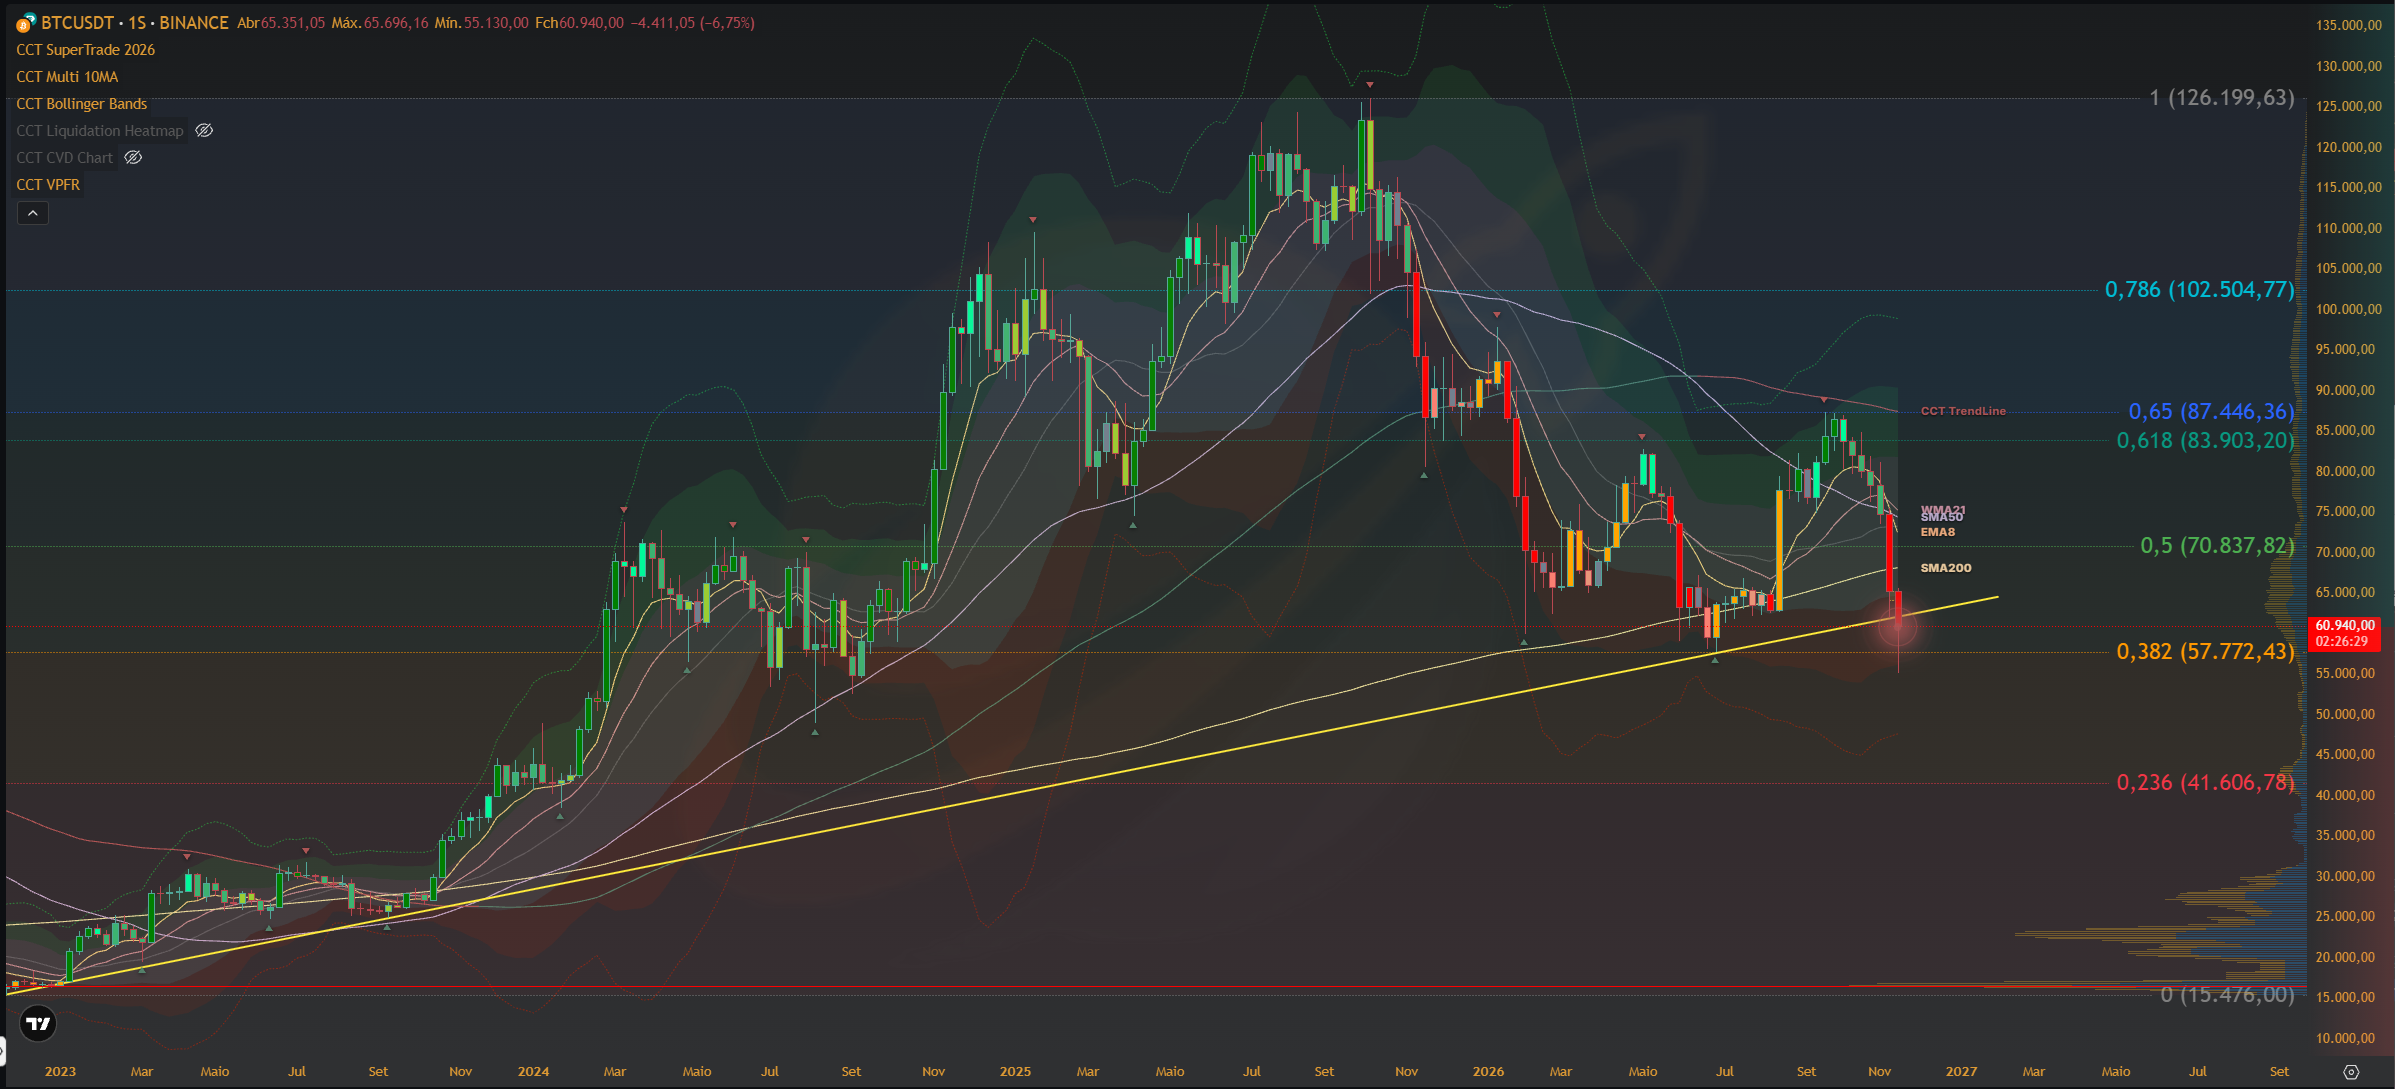 BTCUSDT · 1S · BINANCE Abr65.351,05 Máx.65.696,16 Mín.55.130,00 Fch60.940,00 −4.411,05 (−6,75%)
CCT SuperTrade 2026
CCT Multi 10MA
CCT Bollinger Bands
CCT Liquidation Heatmap
CCT CVD Chart
CCT VPFR
1 (126.199,63)
0,786 (102.504,77)
CCT TrendLine
0,65 (87.446,36)
0,618 (83.903,20)
WMA21
SMA50
EMA8
0,5 (70.837,82)
SMA200
0,382 (57.772,43)
0,236 (41.606,78)
0 (15.476,00)
135.000,00
130.000,00
125.000,00
120.000,00
115.000,00
110.000,00
105.000,00
100.000,00
95.000,00
90.000,00
85.000,00
80.000,00
75.000,00
70.000,00
65.000,00
60.940,00
02:26:29
55.000,00
50.000,00
45.000,00
40.000,00
35.000,00
30.000,00
25.000,00
20.000,00
15.000,00
10.000,00
2023 Mar Maio Jul Set Nov 2024 Mar Maio Jul Set Nov 2025 Mar Maio Jul Set Nov 2026 Mar Maio Jul Set Nov 2027 Mar Maio Jul Set